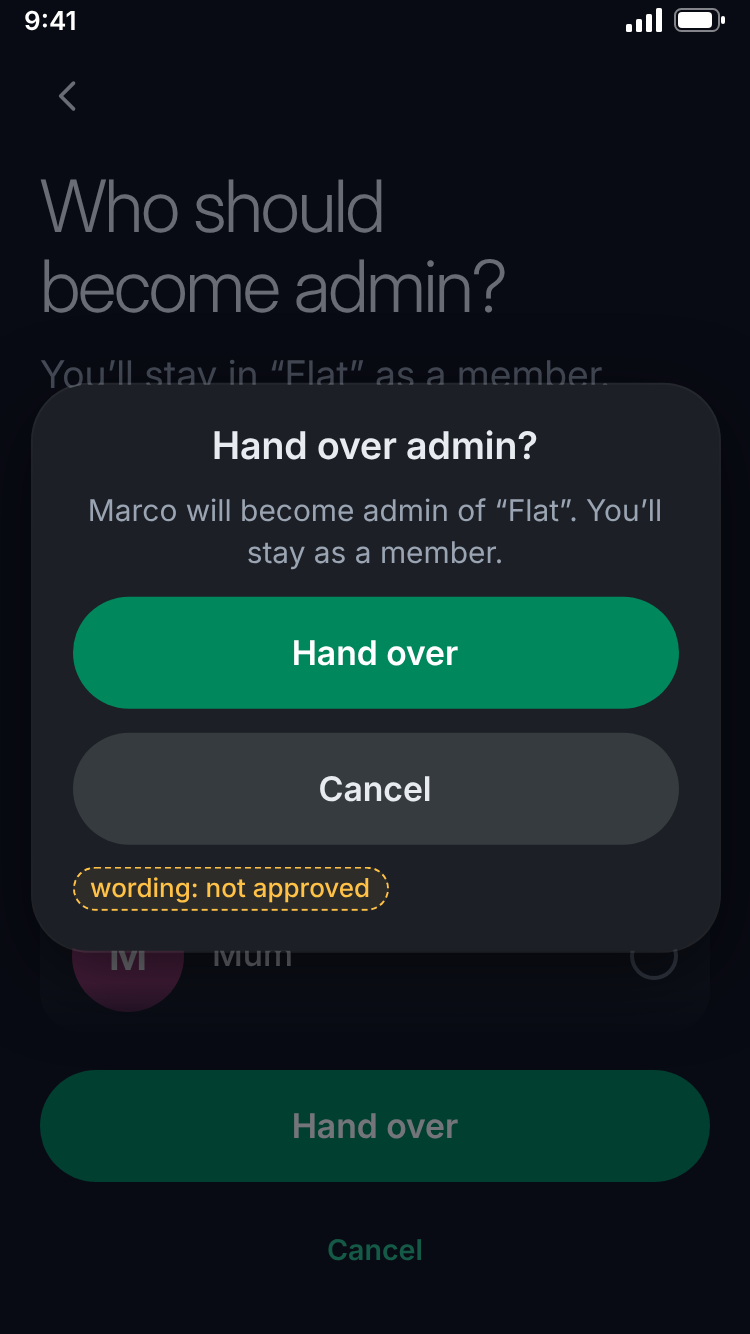 9:41
Who should
become admin?
You’ll stay in “Flat” as a member.
Hand over admin?
Marco will become admin of “Flat”. You’ll
stay as a member.
Hand over
Cancel
wording: not approved
M
Mum
Hand over
Cancel